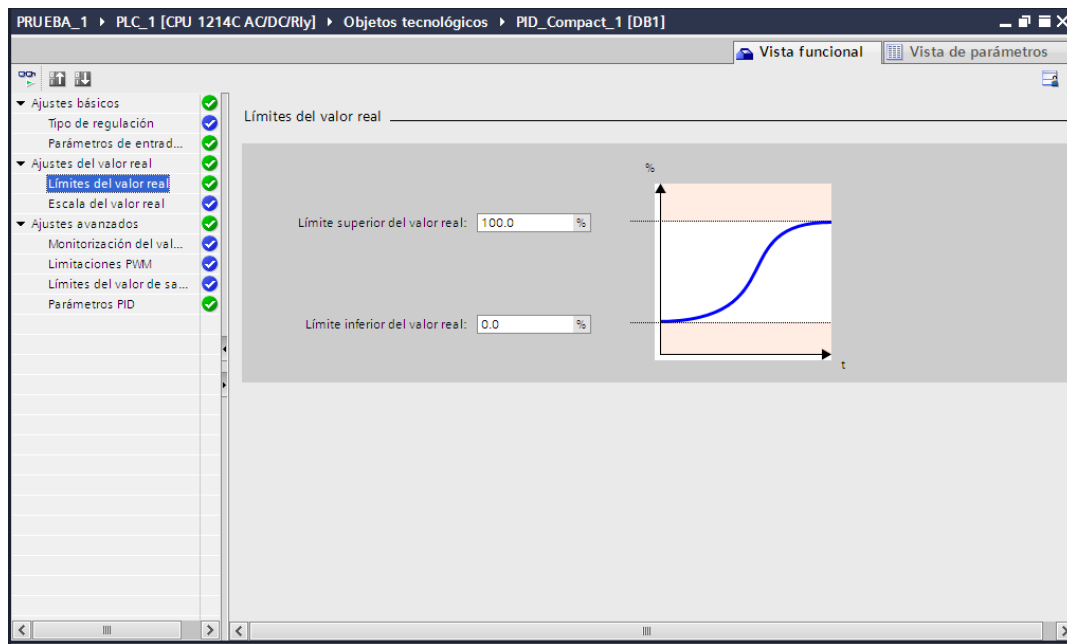 PRUEBA_1 ▸ PLC_1 [CPU 1214C AC/DC/Rly] ▸ Objetos tecnológicos ▸ PID_Compact_1 [DB1]
Vista funcional
Vista de parámetros
Ajustes básicos
Tipo de regulación
Parámetros de entrad...
Ajustes del valor real
Límites del valor real
Escala del valor real
Ajustes avanzados
Monitorización del val...
Limitaciones PWM
Límites del valor de sa...
Parámetros PID
Límites del valor real
%
Límite superior del valor real: 100.0 %
Límite inferior del valor real: 0.0 %
t